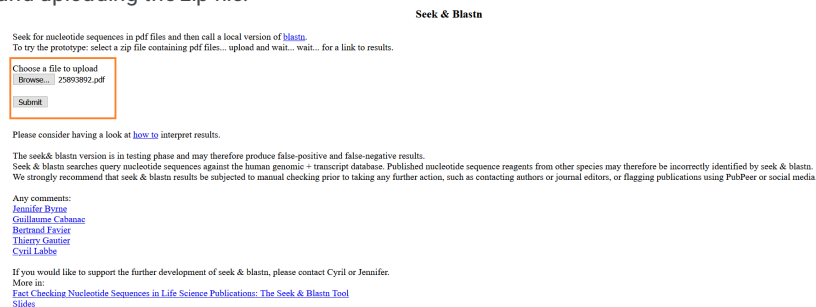 and uploading the zip file.
Seek & Blastn
Seek for nucleotide sequences in pdf files and then call a local version of blastn.
To try the prototype: select a zip file containing pdf files... upload and wait... wait... for a link to results.
Choose a file to upload
Browse... 25893892.pdf
Submit
Please consider having a look at how to interpret results.
The seek& blastn version is in testing phase and may therefore produce false-positive and false-negative results.
Seek & blastn searches query nucleotide sequences against the human genomic + transcript database. Published nucleotide sequence reagents from other species may therefore be incorrectly identified by seek & blastn.
We strongly recommend that seek & blastn results be subjected to manual checking prior to taking any further action, such as contacting authors or journal editors, or flagging publications using PubPeer or social media
Any comments:
Jennifer Byrne
Guillaume Cabanac
Bertrand Favier
Thierry Gautier
Cyril Labbe
If you would like to support the further development of seek & blastn, please contact Cyril or Jennifer.
More in:
Fact Checking Nucleotide Sequences in Life Science Publications: The Seek & Blastn Tool
Slides